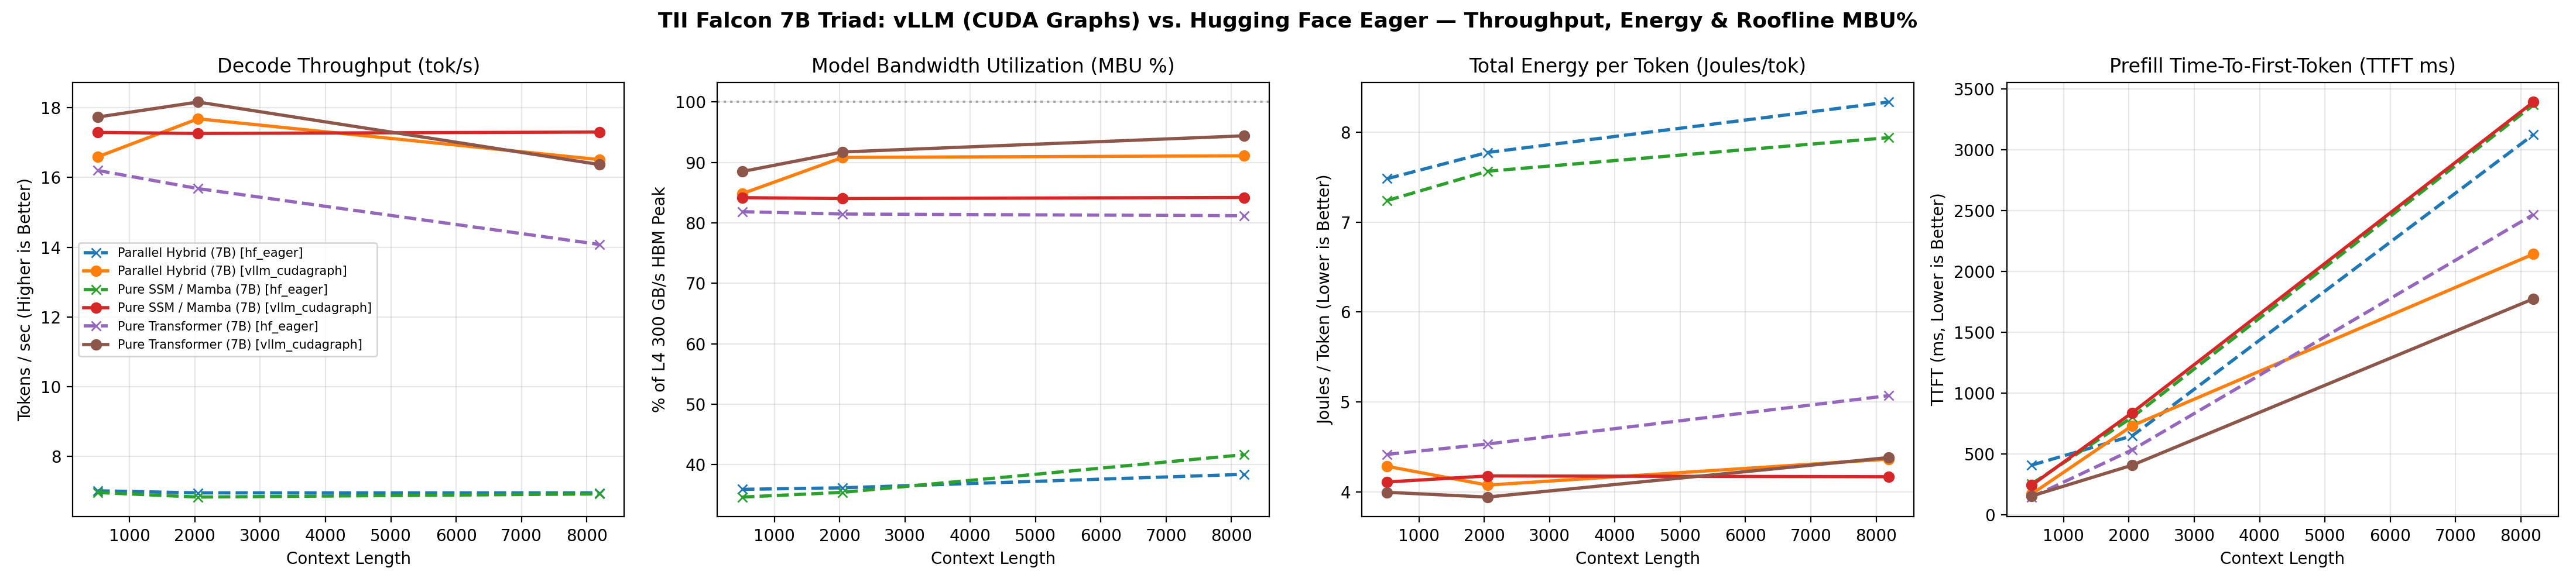 TII Falcon 7B Triad: vLLM (CUDA Graphs) vs. Hugging Face Eager — Throughput, Energy & Roofline MBU%
Decode Throughput (tok/s)
Tokens / sec (Higher is Better)
18
16
14
12
10
8
Parallel Hybrid (7B) [hf_eager]
Parallel Hybrid (7B) [vllm_cudagraph]
Pure SSM / Mamba (7B) [hf_eager]
Pure SSM / Mamba (7B) [vllm_cudagraph]
Pure Transformer (7B) [hf_eager]
Pure Transformer (7B) [vllm_cudagraph]
1000 2000 3000 4000 5000 6000 7000 8000
Context Length
Model Bandwidth Utilization (MBU %)
% of L4 300 GB/s HBM Peak
100
90
80
70
60
50
40
1000 2000 3000 4000 5000 6000 7000 8000
Context Length
Total Energy per Token (Joules/tok)
Joules / Token (Lower is Better)
8
7
6
5
4
1000 2000 3000 4000 5000 6000 7000 8000
Context Length
Prefill Time-To-First-Token (TTFT ms)
TTFT (ms, Lower is Better)
3500
3000
2500
2000
1500
1000
500
0
1000 2000 3000 4000 5000 6000 7000 8000
Context Length